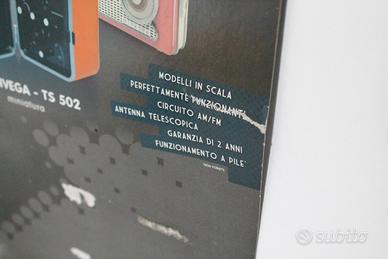 VEGA - TS 502
miniatura
MODELLI IN SCALA
PERFETTAMENTE FUNZIONANTI
CIRCUITO AM/FM
ANTENNA TELESCOPICA
GARANZIA DI 2 ANNI
FUNZIONAMENTO A PILE*
subito